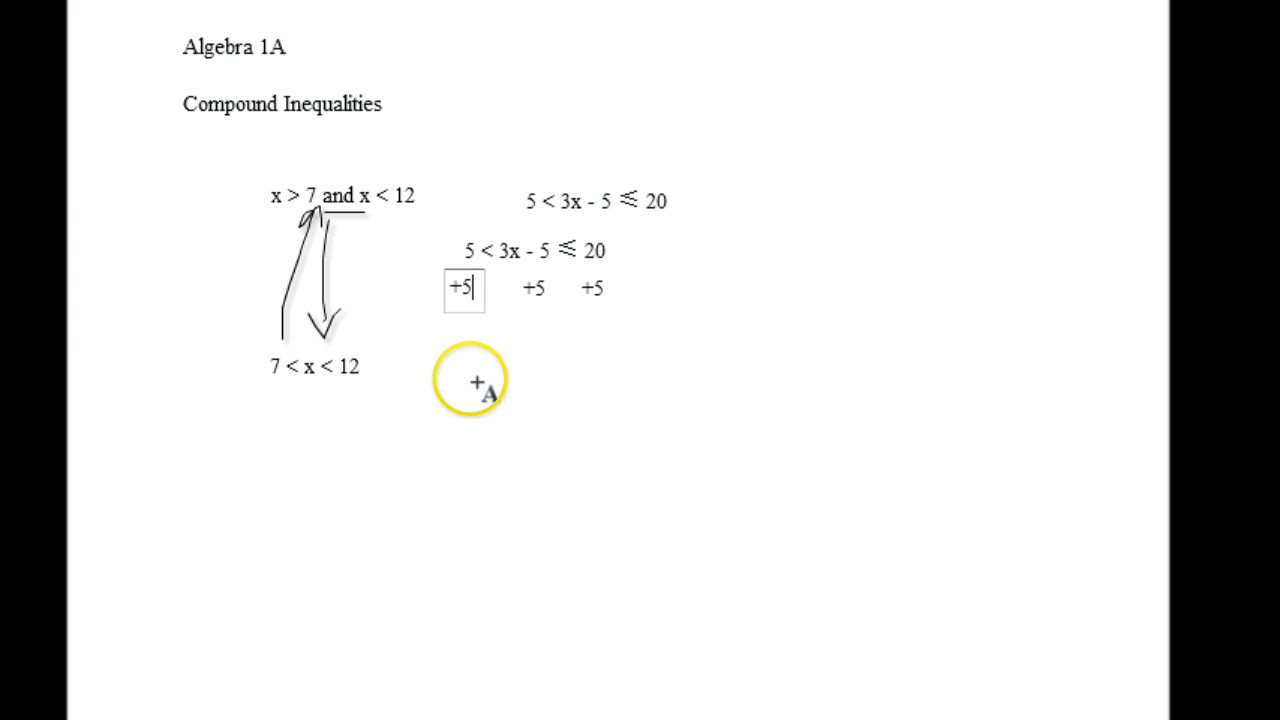 Algebra 1A
Compound Inequalities
x > 7 and x < 12
5 < 3x - 5 ≤ 20
5 < 3x - 5 ≤ 20
+5 +5 +5
7 < x < 12
+A